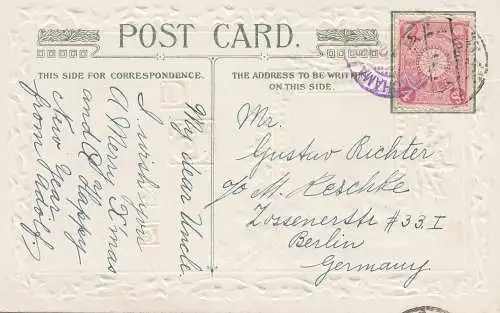 POST CARD.
THIS SIDE FOR CORRESPONDENCE.
THE ADDRESS TO BE WRITTEN
ON THIS SIDE.
My dear Uncle.
I wish you
A Merry X'mas
and a Happy
New Year.
from
Mr.
Gustav Richter
c/o M. Reschke
Zossenerstr #33. I
Berlin
Germany